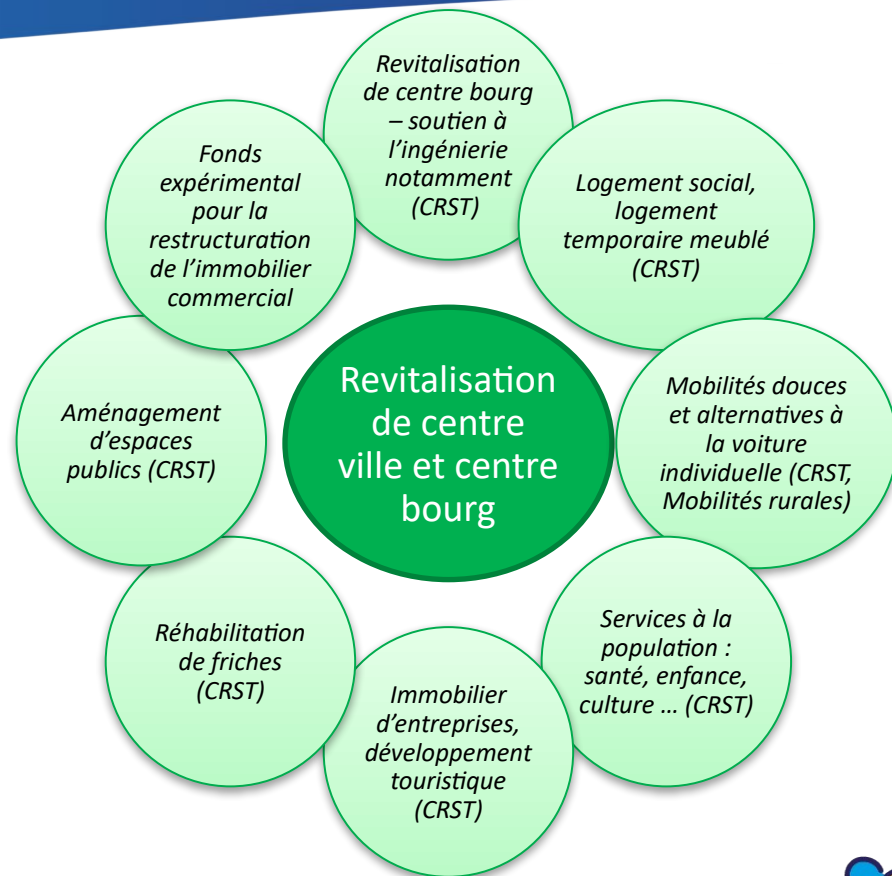 Revitalisation
de centre bourg
– soutien à
l’ingénierie
notamment
(CRST)
Logement social,
logement
temporaire meublé
(CRST)
Mobilités douces
et alternatives à
la voiture
individuelle (CRST,
Mobilités rurales)
Services à la
population :
santé, enfance,
culture … (CRST)
Immobilier
d’entreprises,
développement
touristique
(CRST)
Réhabilitation
de friches
(CRST)
Aménagement
d’espaces
publics (CRST)
Fonds
expérimental
pour la
restructuration
de l’immobilier
commercial
Revitalisation
de centre
ville et centre
bourg